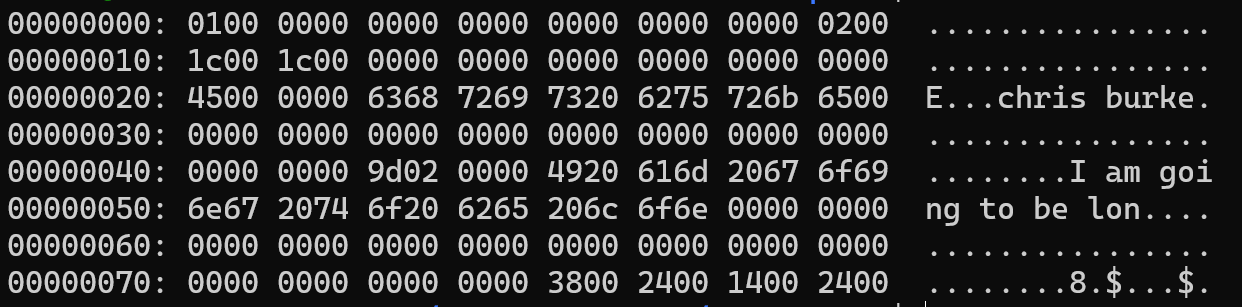 00000000: 0100 0000 0000 0000 0000 0000 0000 0200  ................
00000010: 1c00 1c00 0000 0000 0000 0000 0000 0000  ................
00000020: 4500 0000 6368 7269 7320 6275 726b 6500  E...chris burke.
00000030: 0000 0000 0000 0000 0000 0000 0000 0000  ................
00000040: 0000 0000 9d02 0000 4920 616d 2067 6f69  ........I am goi
00000050: 6e67 2074 6f20 6265 206c 6f6e 0000 0000  ng to be lon....
00000060: 0000 0000 0000 0000 0000 0000 0000 0000  ................
00000070: 0000 0000 0000 0000 3800 2400 1400 2400  ........8.$...$.